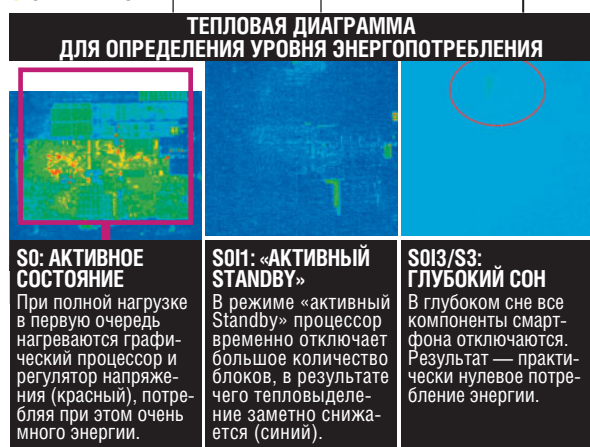 ТЕПЛОВАЯ ДИАГРАММА
ДЛЯ ОПРЕДЕЛЕНИЯ УРОВНЯ ЭНЕРГОПОТРЕБЛЕНИЯ
S0: АКТИВНОЕ
СОСТОЯНИЕ
При полной нагрузке
в первую очередь
нагреваются графи-
ческий процессор и
регулятор напряже-
ния (красный), потре-
бляя при этом очень
много энергии.
S0I1: «АКТИВНЫЙ
STANDBY»
В режиме «активный
Standby» процессор
временно отключает
большое количество
блоков, в результате
чего тепловыделе-
ние заметно снижа-
ется (синий).
S0I3/S3:
ГЛУБОКИЙ СОН
В глубоком сне все
компоненты смарт-
фона отключаются.
Результат — практи-
чески нулевое потре-
бление энергии.